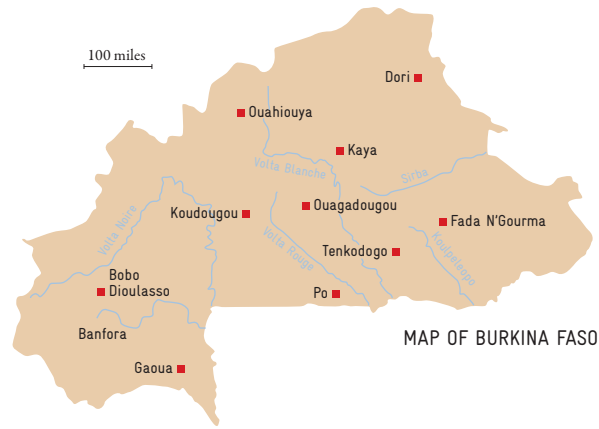 100 miles
Dori
Ouahiouya
Kaya
Volta Blanche
Sirba
Ouagadougou
Koudougou
Fada N'Gourma
Volta Noire
Volta Rouge
Koulpeleopo
Tenkodogo
Bobo
Dioulasso
Po
Banfora
MAP OF BURKINA FASO
Gaoua